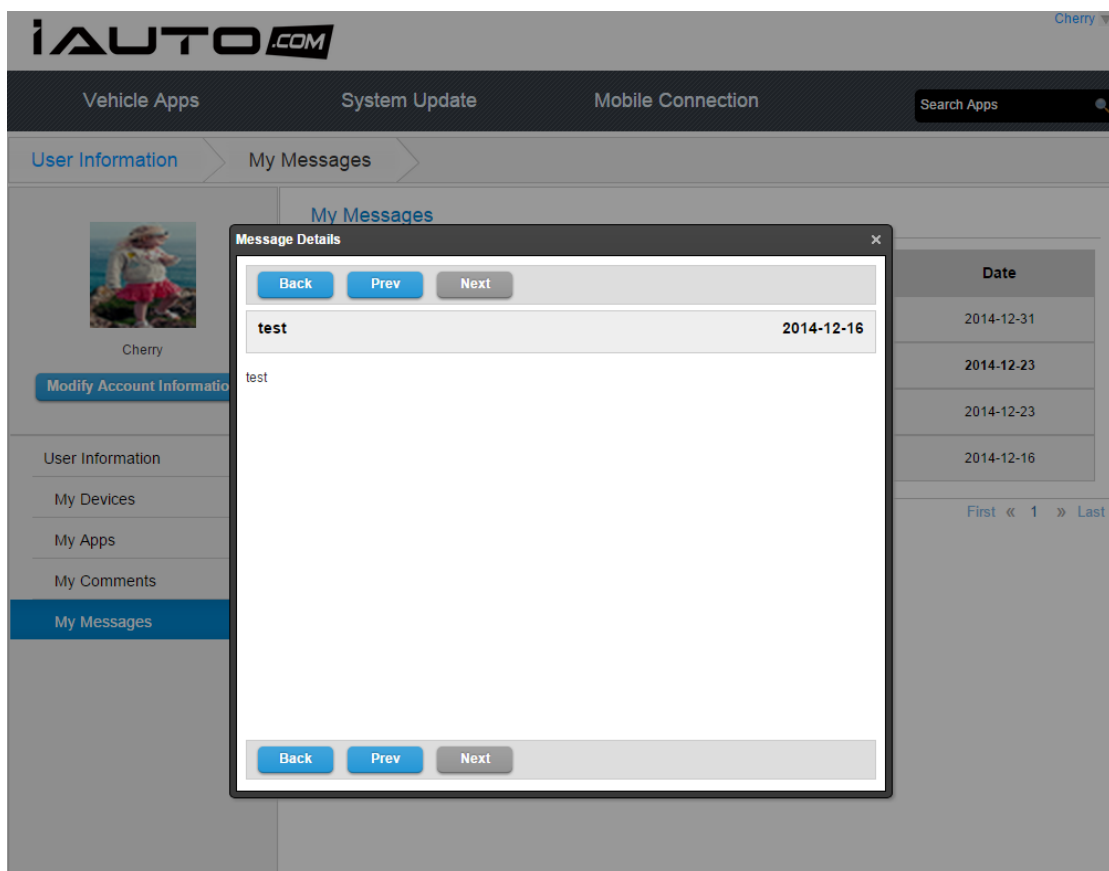 Cherry
iAUTO.COM
Vehicle Apps System Update Mobile Connection Search Apps
User Information My Messages
My Messages
Message Details ×
Back Prev Next
Date
test 2014-12-16
2014-12-31
Cherry
2014-12-23
test
Modify Account Informatio
2014-12-23
User Information
2014-12-16
My Devices
First « 1 » Last
My Apps
My Comments
My Messages
Back Prev Next